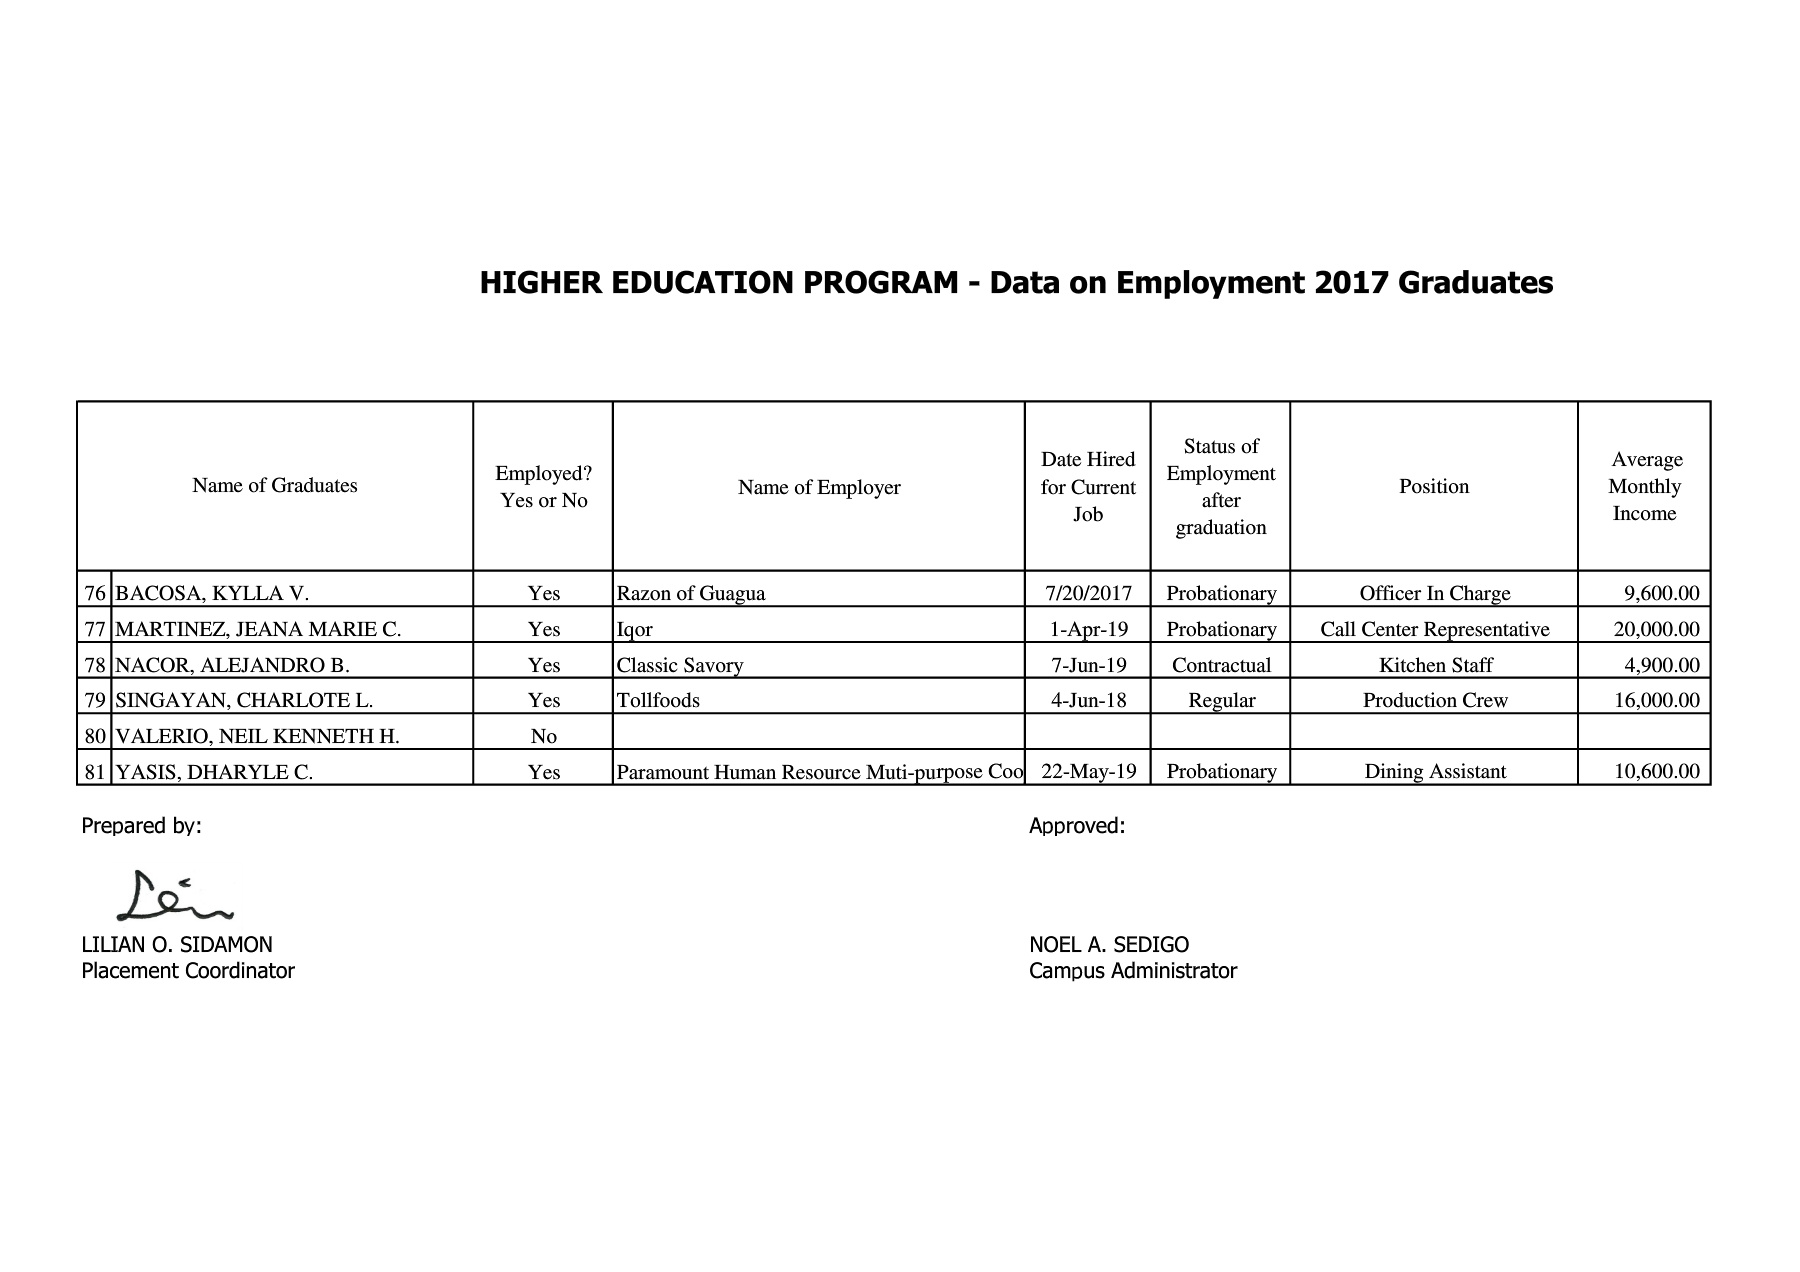 HIGHER EDUCATION PROGRAM - Data on Employment 2017 Graduates
Name of Graduates
Employed?
Yes or No
Name of Employer
Date Hired
for Current
Job
Status of
Employment
after
graduation
Position
Average
Monthly
Income
76 BACOSA, KYLLA V. Yes Razon of Guagua 7/20/2017 Probationary Officer In Charge 9,600.00
77 MARTINEZ, JEANA MARIE C. Yes Iqor 1-Apr-19 Probationary Call Center Representative 20,000.00
78 NACOR, ALEJANDRO B. Yes Classic Savory 7-Jun-19 Contractual Kitchen Staff 4,900.00
79 SINGAYAN, CHARLOTE L. Yes Tollfoods 4-Jun-18 Regular Production Crew 16,000.00
80 VALERIO, NEIL KENNETH H. No
81 YASIS, DHARYLE C. Yes Paramount Human Resource Muti-purpose Coo 22-May-19 Probationary Dining Assistant 10,600.00
Prepared by: Approved:
LILIAN O. SIDAMON NOEL A. SEDIGO
Placement Coordinator Campus Administrator